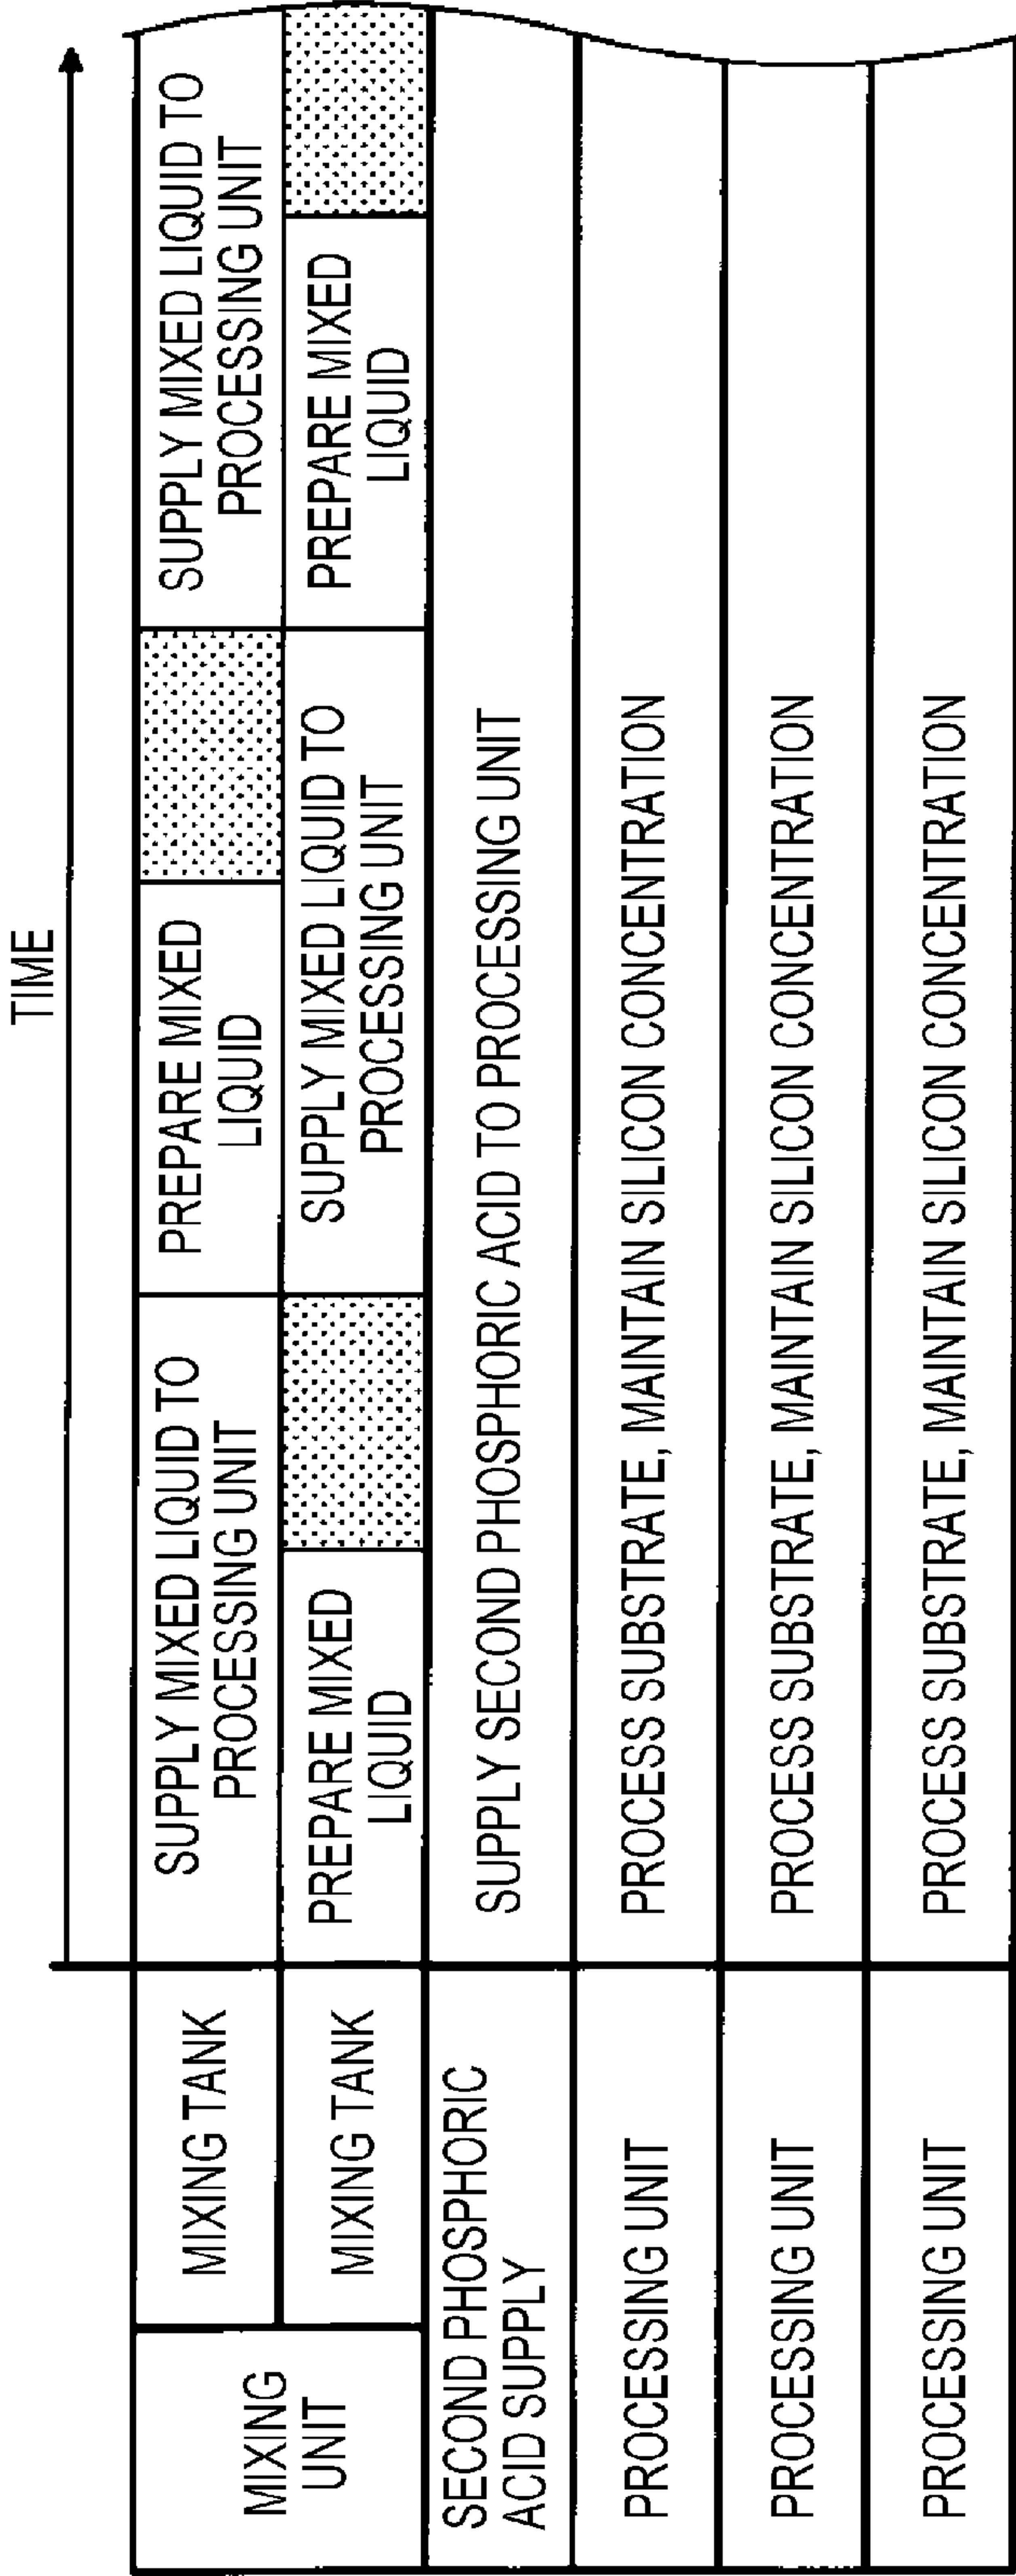 TIME
MIXING
UNIT
MIXING TANK
SUPPLY MIXED LIQUID TO
PROCESSING UNIT
PREPARE MIXED
LIQUID
SUPPLY MIXED LIQUID TO
PROCESSING UNIT
MIXING TANK
PREPARE MIXED
LIQUID
SUPPLY MIXED LIQUID TO
PROCESSING UNIT
PREPARE MIXED
LIQUID
SECOND PHOSPHORIC
ACID SUPPLY
SUPPLY SECOND PHOSPHORIC ACID TO PROCESSING UNIT
PROCESSING UNIT
PROCESS SUBSTRATE, MAINTAIN SILICON CONCENTRATION
PROCESSING UNIT
PROCESS SUBSTRATE, MAINTAIN SILICON CONCENTRATION
PROCESSING UNIT
PROCESS SUBSTRATE, MAINTAIN SILICON CONCENTRATION